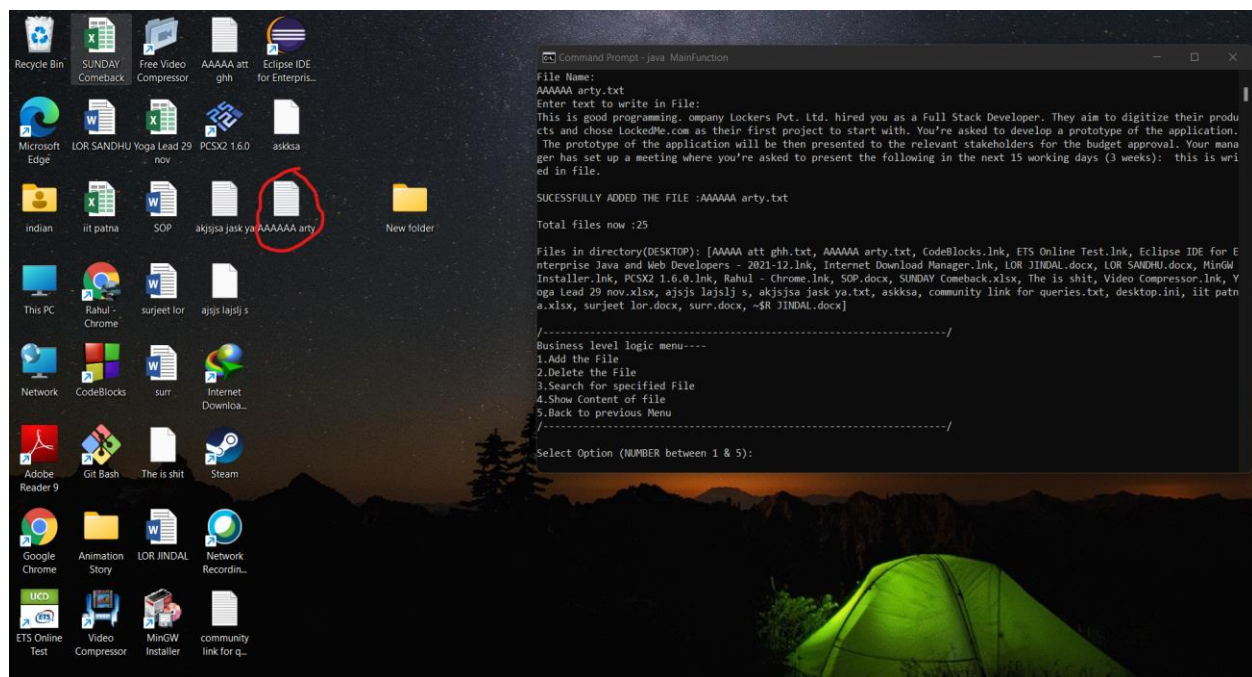 Recycle Bin
SUNDAY
Comeback
Free Video
Compressor
AAAAA att
ghh
Eclipse IDE
for Enterpris...
Microsoft
Edge
LOR SANDHU
Yoga Lead 29
nov
PCSX2 1.6.0
askksa
indian
iit patna
SOP
akjsjsa jask ya
AAAAAA arty
New folder
This PC
Rahul -
Chrome
surjeet lor
ajsjs lajslj s
Network
CodeBlocks
surr
Internet
Downloa...
Adobe
Reader 9
Git Bash
The is shit
Steam
Google
Chrome
Animation
Story
LOR JINDAL
Network
Recordin...
UCD
ETS
ETS Online
Test
Video
Compressor
MinGW
Installer
community
link for q...
Command Prompt - java MainFunction
File Name:
AAAAAA arty.txt
Enter text to write in File:
This is good programming. ompany Lockers Pvt. Ltd. hired you as a Full Stack Developer. They aim to digitize their produ
cts and chose LockedMe.com as their first project to start with. You’re asked to develop a prototype of the application.
The prototype of the application will be then presented to the relevant stakeholders for the budget approval. Your mana
ger has set up a meeting where you’re asked to present the following in the next 15 working days (3 weeks): this is wri
ed in file.
SUCESSFULLY ADDED THE FILE :AAAAAA arty.txt
Total files now :25
Files in directory(DESKTOP): [AAAAA att ghh.txt, AAAAAA arty.txt, CodeBlocks.lnk, ETS Online Test.lnk, Eclipse IDE for E
nterprise Java and Web Developers - 2021-12.lnk, Internet Download Manager.lnk, LOR JINDAL.docx, LOR SANDHU.docx, MinGW
Installer.lnk, PCSX2 1.6.0.lnk, Rahul - Chrome.lnk, SOP.docx, SUNDAY Comeback.xlsx, The is shit, Video Compressor.lnk, Y
oga Lead 29 nov.xlsx, ajsjs lajslj s, akjsjsa jask ya.txt, askksa, community link for queries.txt, desktop.ini, iit patn
a.xlsx, surjeet lor.docx, surr.docx, ~$R JINDAL.docx]
/---------------------------------------------------------------------/
Business level logic menu----
1.Add the File
2.Delete the File
3.Search for specified File
4.Show Content of file
5.Back to previous Menu
/---------------------------------------------------------------------/
Select Option (NUMBER between 1 & 5):